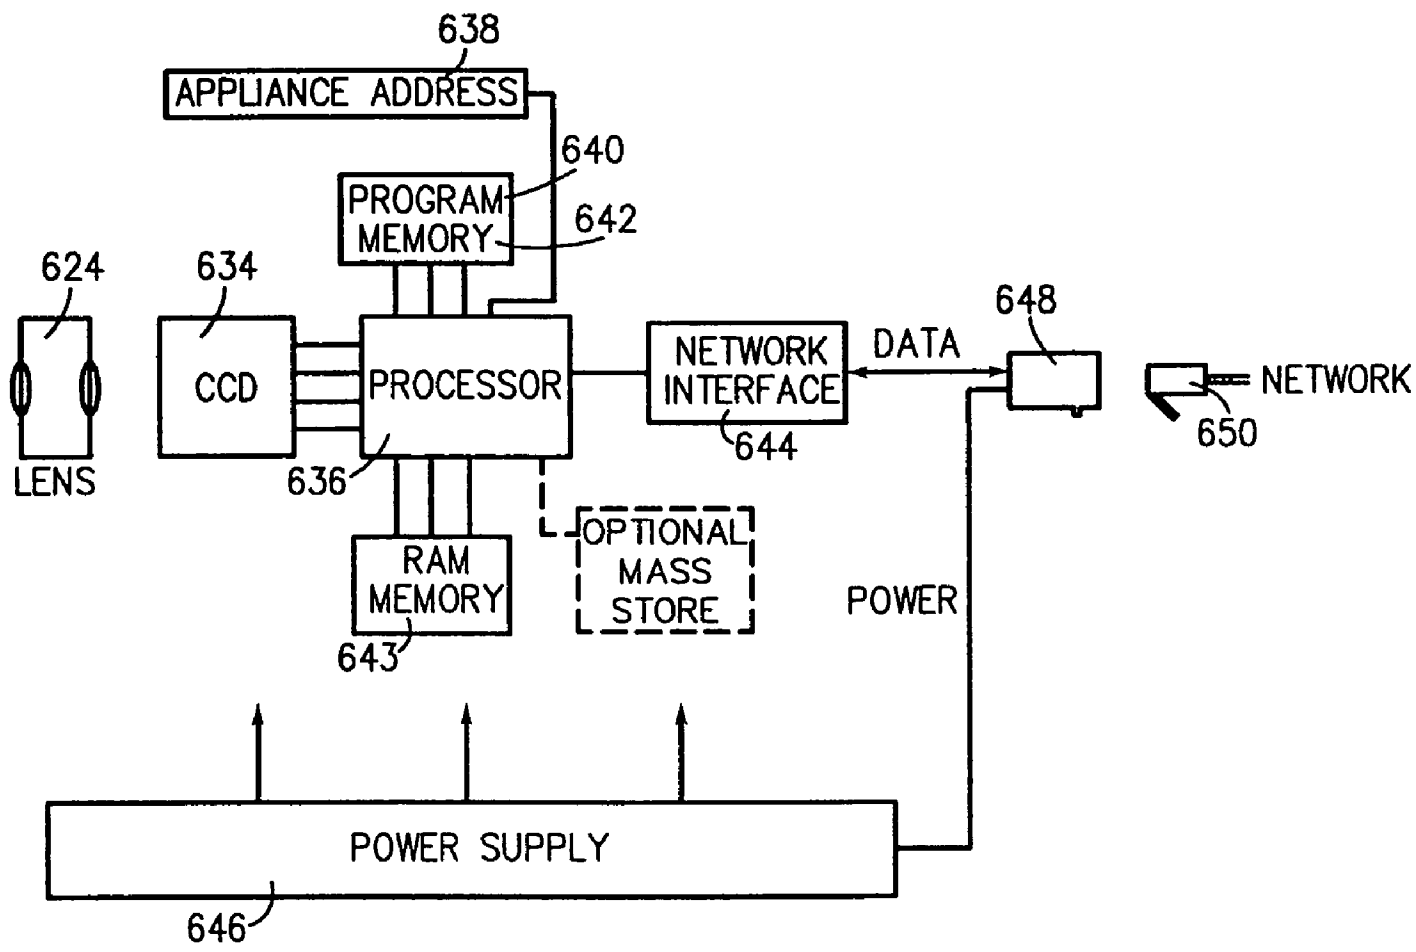 638
APPLIANCE ADDRESS
640
PROGRAM
MEMORY
642
624
634
648
CCD
PROCESSOR
NETWORK
INTERFACE
DATA
NETWORK
650
644
LENS
636
OPTIONAL
MASS
STORE
RAM
MEMORY
643
POWER
POWER SUPPLY
646